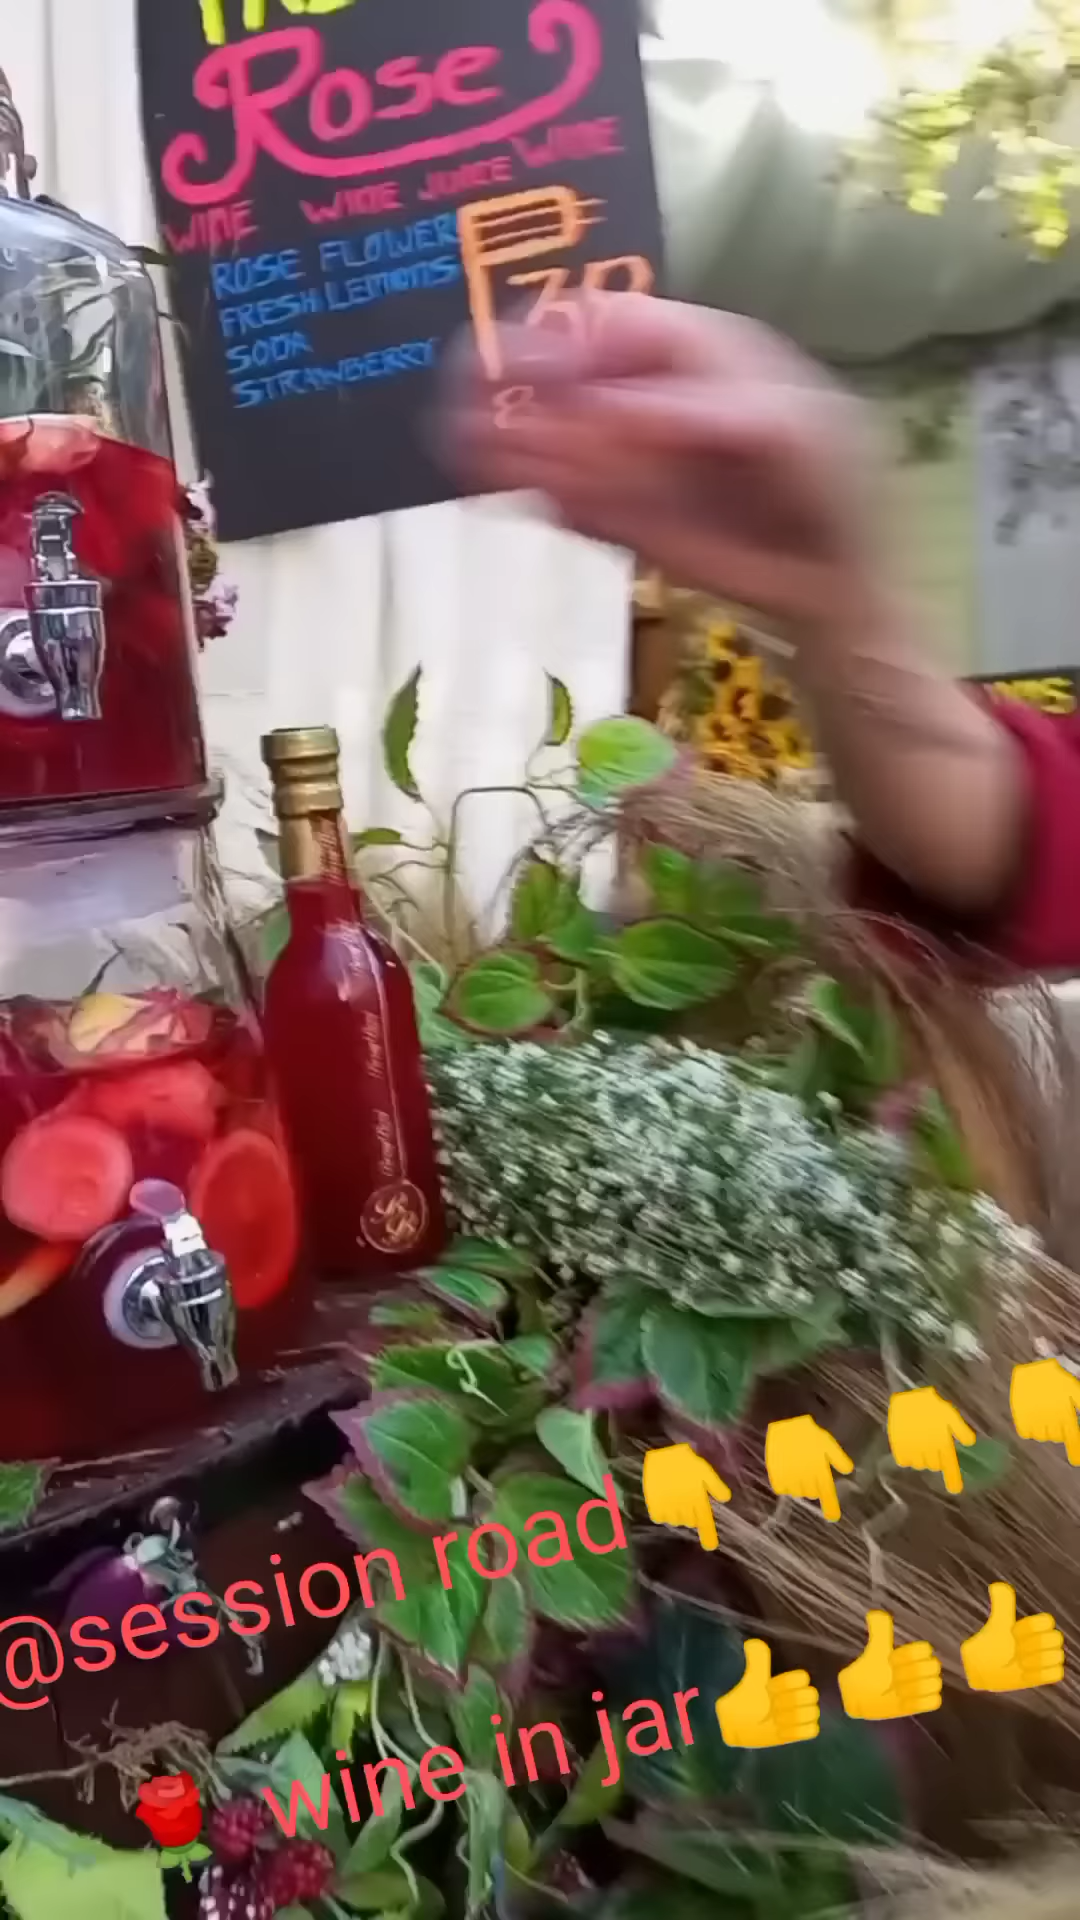 Rose
WINE WINE JUICE WINE
ROSE FLOWER
FRESH LEMONS
SODA
STRAWBERRY
@session road👇👇👇👇
🌹 wine in jar👍👍👍